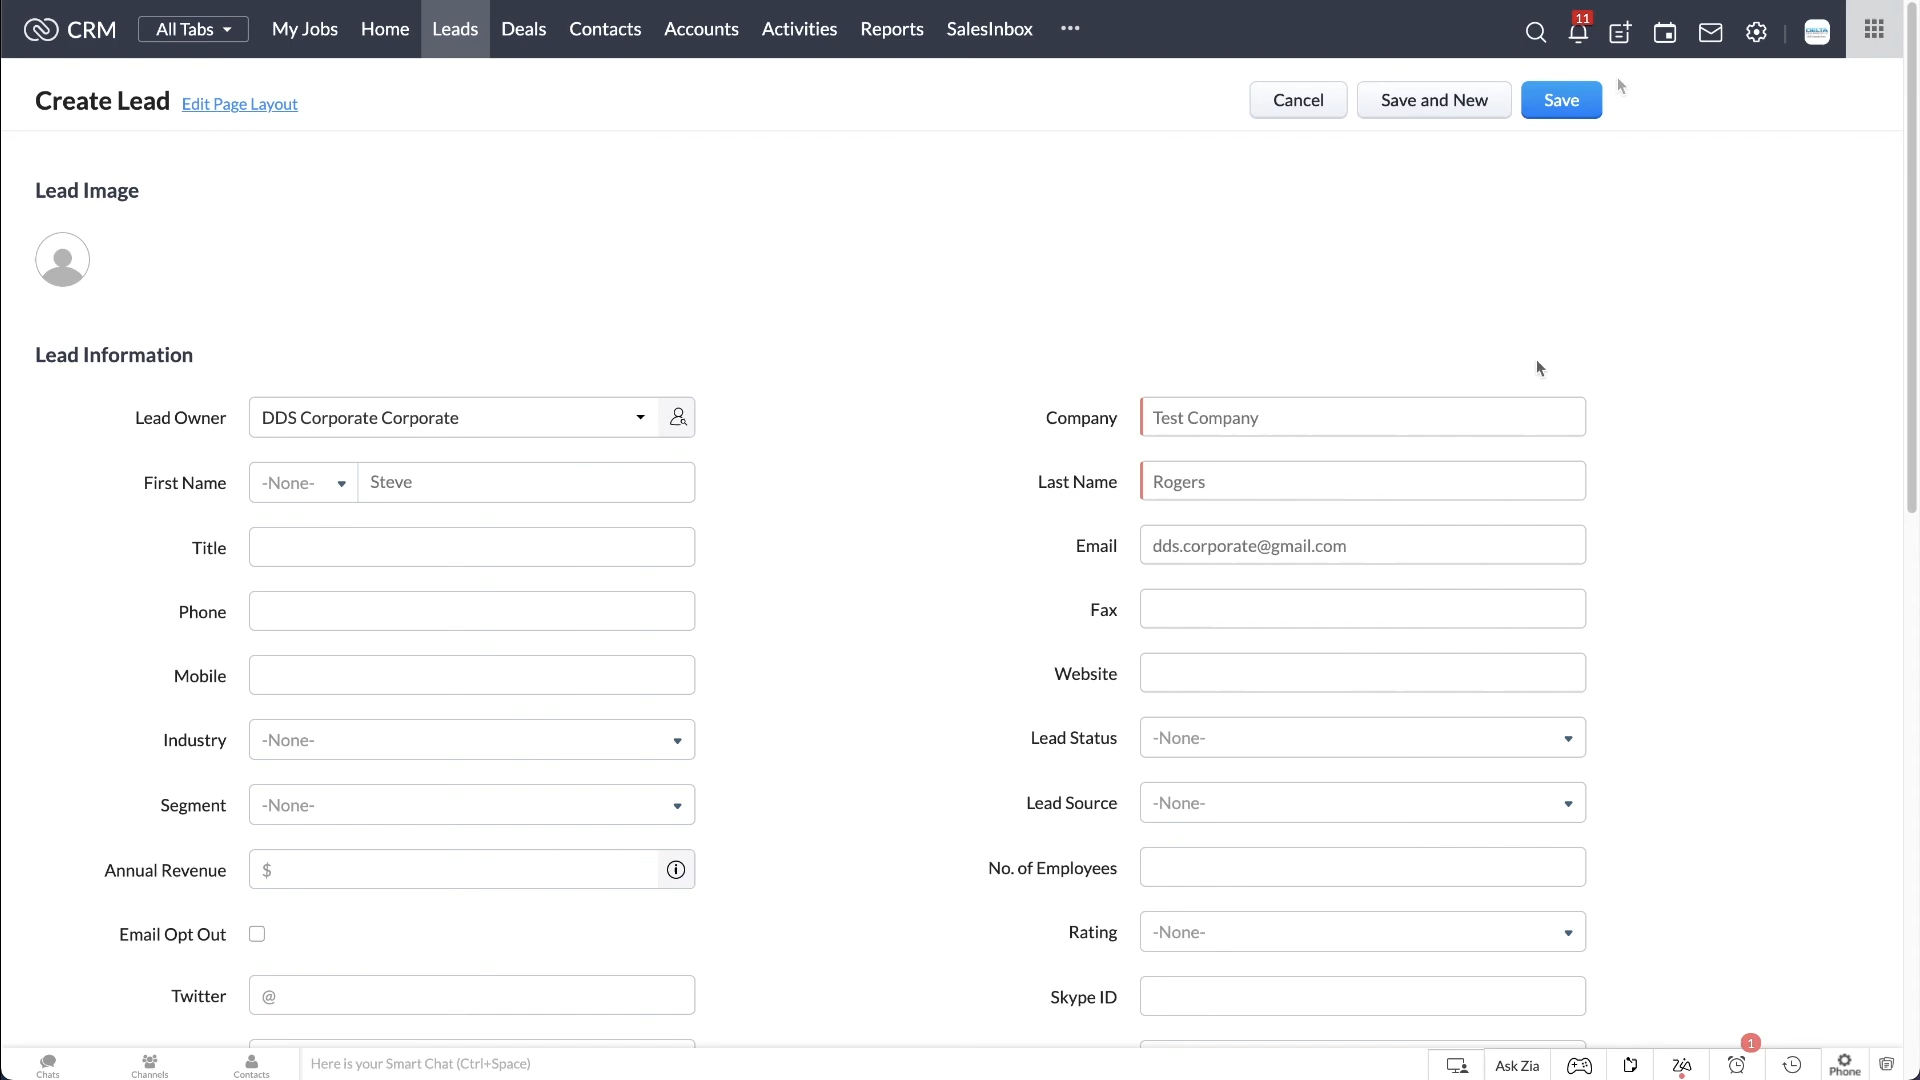 CRM All Tabs My Jobs Home Leads Deals Contacts Accounts Activities Reports SalesInbox ••• 11 DELTA
Create Lead Edit Page Layout Cancel Save and New Save
Lead Image
Lead Information
Lead Owner DDS Corporate Corporate Company Test Company
First Name -None- Steve Last Name Rogers
Title Email dds.corporate@gmail.com
Phone Fax
Mobile Website
Industry -None- Lead Status -None-
Segment -None- Lead Source -None-
Annual Revenue $ No. of Employees
Email Opt Out Rating -None-
Twitter @ Skype ID
Chats Channels Contacts Here is your Smart Chat (Ctrl+Space) Ask Zia 1 Phone